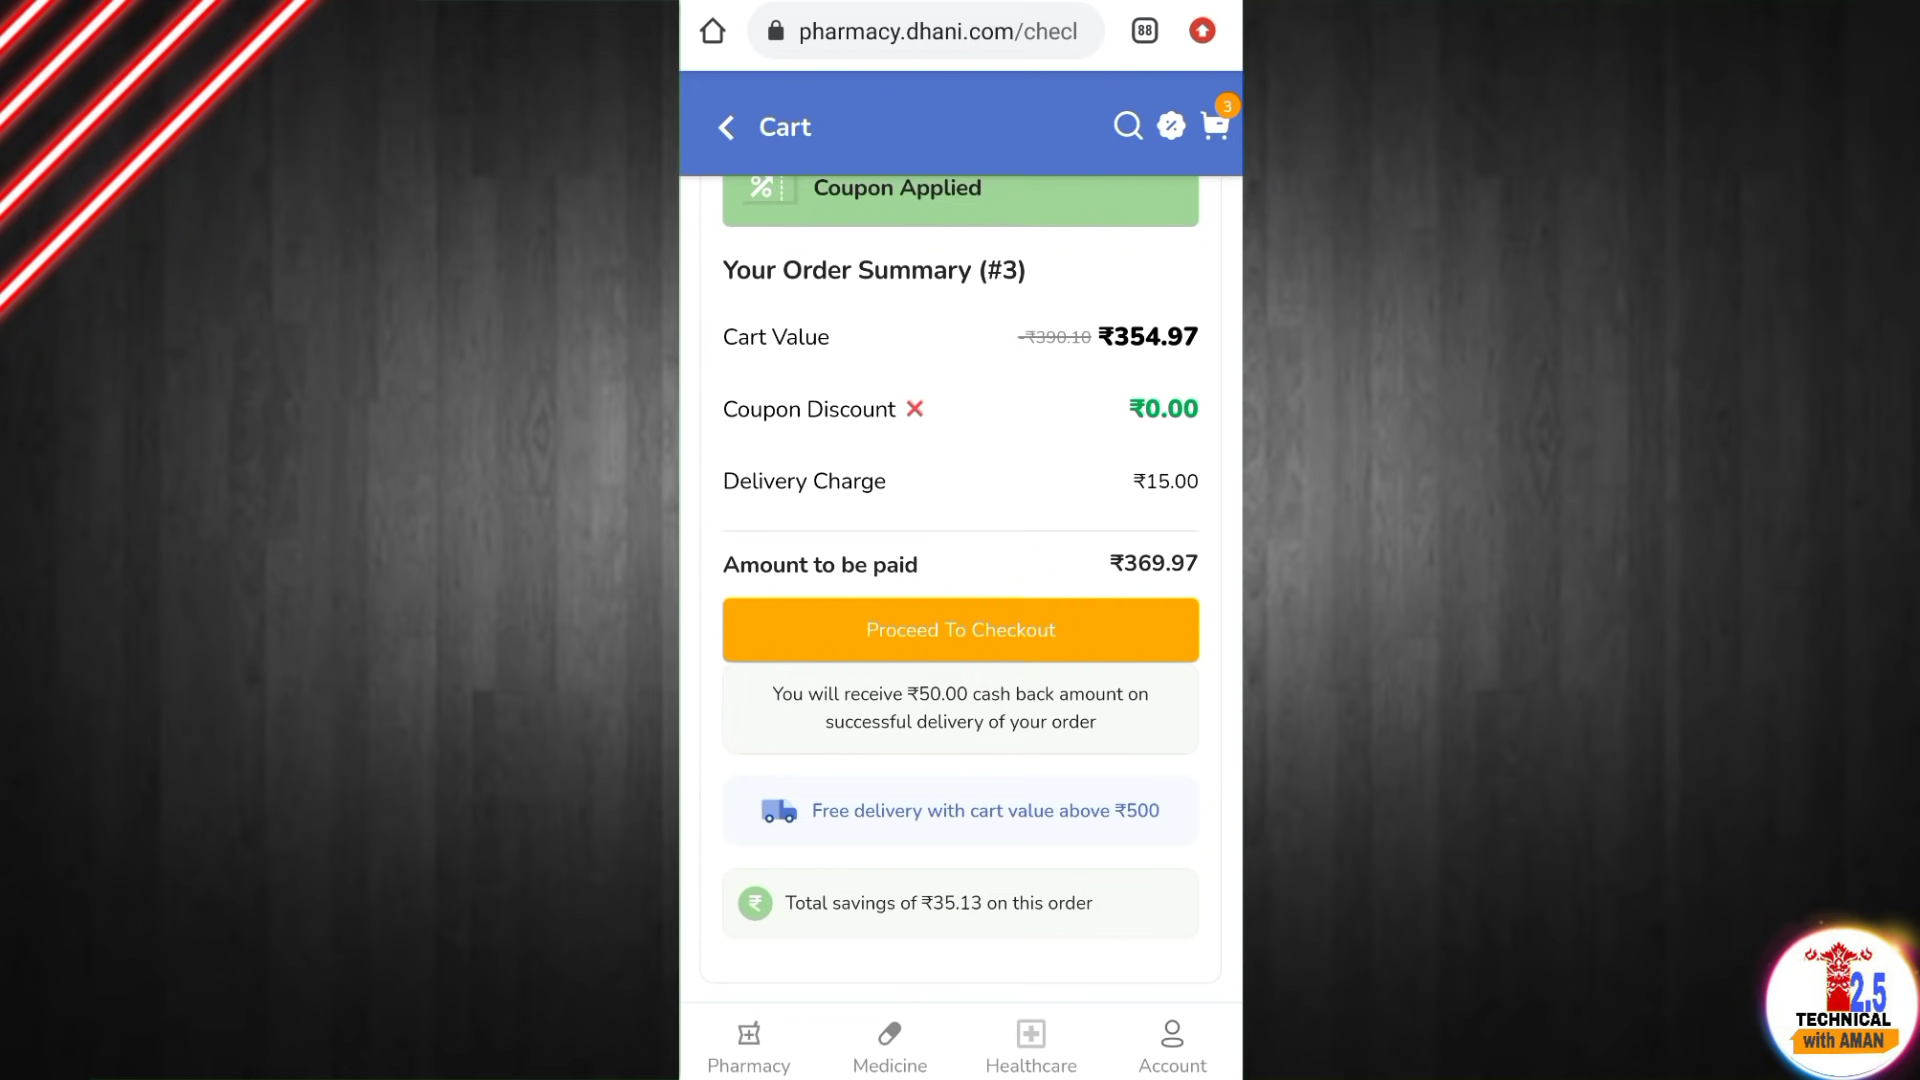 pharmacy.dhani.com/checl
88
Cart
3
Coupon Applied
Your Order Summary (#3)
Cart Value -₹390.10 ₹354.97
Coupon Discount ❌ ₹0.00
Delivery Charge ₹15.00
Amount to be paid ₹369.97
Proceed To Checkout
You will receive ₹50.00 cash back amount on
successful delivery of your order
Free delivery with cart value above ₹500
₹ Total savings of ₹35.13 on this order
Pharmacy Medicine Healthcare Account
2.5
TECHNICAL
with AMAN